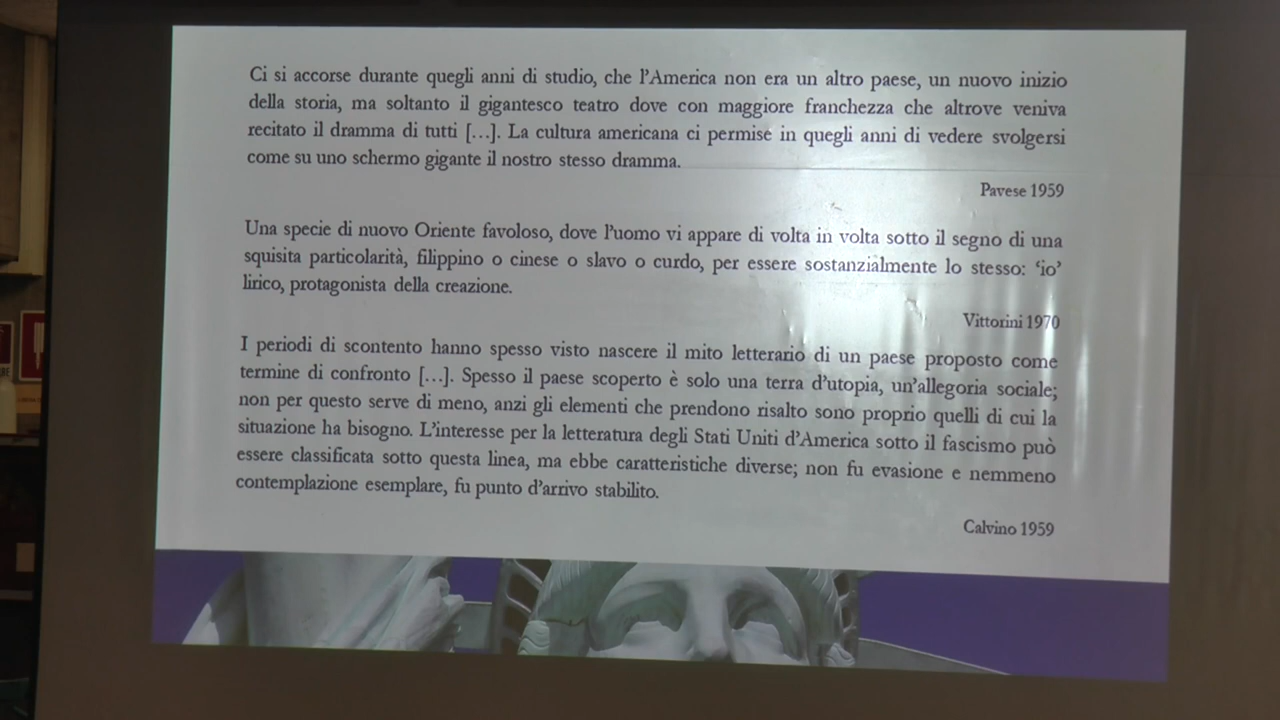 Ci si accorse durante quegli anni di studio, che l'America non era un altro paese, un nuovo inizio
della storia, ma soltanto il gigantesco teatro dove con maggiore franchezza che altrove veniva
recitato il dramma di tutti […]. La cultura americana ci permise in quegli anni di vedere svolgersi
come su uno schermo gigante il nostro stesso dramma.
Pavese 1959
Una specie di nuovo Oriente favoloso, dove l'uomo vi appare di volta in volta sotto il segno di una
squisita particolarità, filippino o cinese o slavo o curdo, per essere sostanzialmente lo stesso: 'io'
lirico, protagonista della creazione.
Vittorini 1970
I periodi di scontento hanno spesso visto nascere il mito letterario di un paese proposto come
termine di confronto […]. Spesso il paese scoperto è solo una terra d'utopia, un'allegoria sociale;
non per questo serve di meno, anzi gli elementi che prendono risalto sono proprio quelli di cui la
situazione ha bisogno. L'interesse per la letteratura degli Stati Uniti d'America sotto il fascismo può
essere classificata sotto questa linea, ma ebbe caratteristiche diverse; non fu evasione e nemmeno
contemplazione esemplare, fu punto d'arrivo stabilito.
Calvino 1959